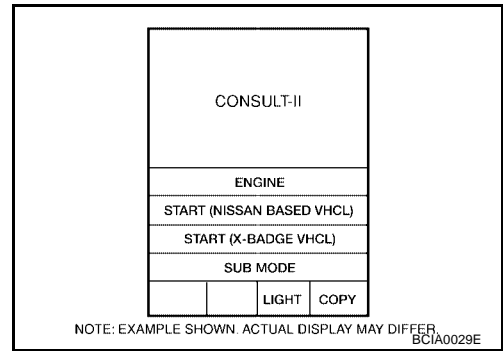 CONSULT-II
ENGINE
START (NISSAN BASED VHCL)
START (X-BADGE VHCL)
SUB MODE
LIGHT COPY
NOTE: EXAMPLE SHOWN. ACTUAL DISPLAY MAY DIFFER.
BCIA0029E